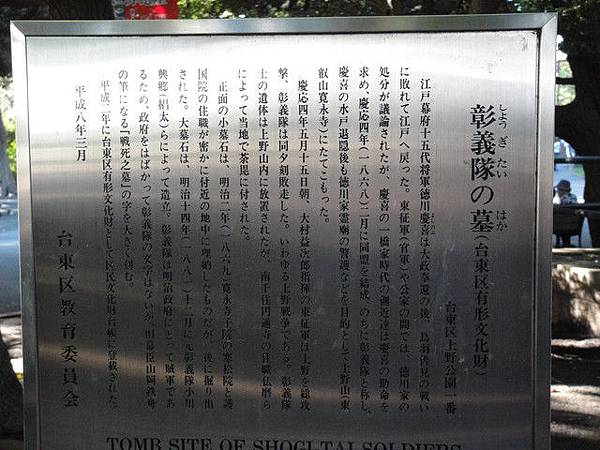 しょうぎたい はか
彰義隊の墓(台東区有形文化財)
台東区上野公園一番
江戸幕府十五代将軍徳川慶喜は大政奉還の後、鳥羽伏見の戦い
に敗れて江戸へ戻った。東征軍(官軍)や公家の間では、徳川家の
処分が議論されたが、慶喜の一橋家時代の側近達は慶喜の助命を
求め、慶応四年(一八六八)二月に同盟を結成、のちに彰義隊と称し、
慶喜の水戸退隠後も徳川家霊廟の警護などを目的として上野山(東
叡山寛永寺)にたてこもった。
慶応四年五月十五日朝、大村益次郎指揮の東征軍は上野を総攻
撃、彰義隊は同夕刻敗走した。いわゆる上野戦争である。彰義隊
士の遺体は上野山内に放置されたが、南千住円通寺の住職仏磨ら
によって当地で荼毘に付された。
正面の小墓石は、明治二年(一八六九)寛永寺子院の寒松院と護
国院の住職が密かに付近の地中に埋納したものだが、後に掘り出
された。大墓石は、明治十四年(一八八一)十二月に元彰義隊小川
興郷(椙太)らによって造立。彰義隊は明治政府にとって賊軍であ
るため、政府をはばかって彰義隊の文字はないが、旧幕臣山岡鉄舟
の筆になる「戦死之墓」の字を大きく刻む。
平成二年に台東区有形文化財として区民文化財台帳に登載された。
平成八年三月
台東区教育委員会
TOMB SITE OF SHOGI-TAI SOLDIERS